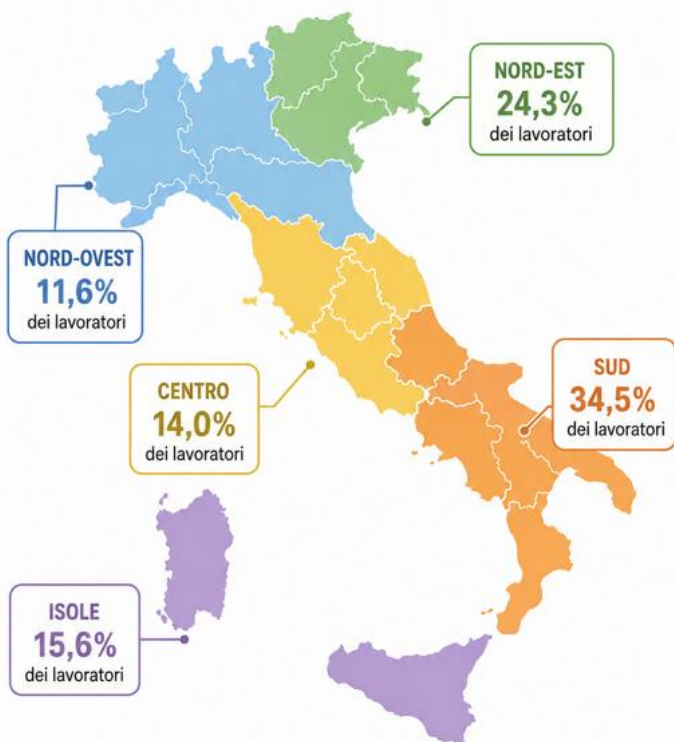 NORD-EST
24,3%
dei lavoratori
NORD-OVEST
11,6%
dei lavoratori
CENTRO
14,0%
dei lavoratori
SUD
34,5%
dei lavoratori
ISOLE
15,6%
dei lavoratori